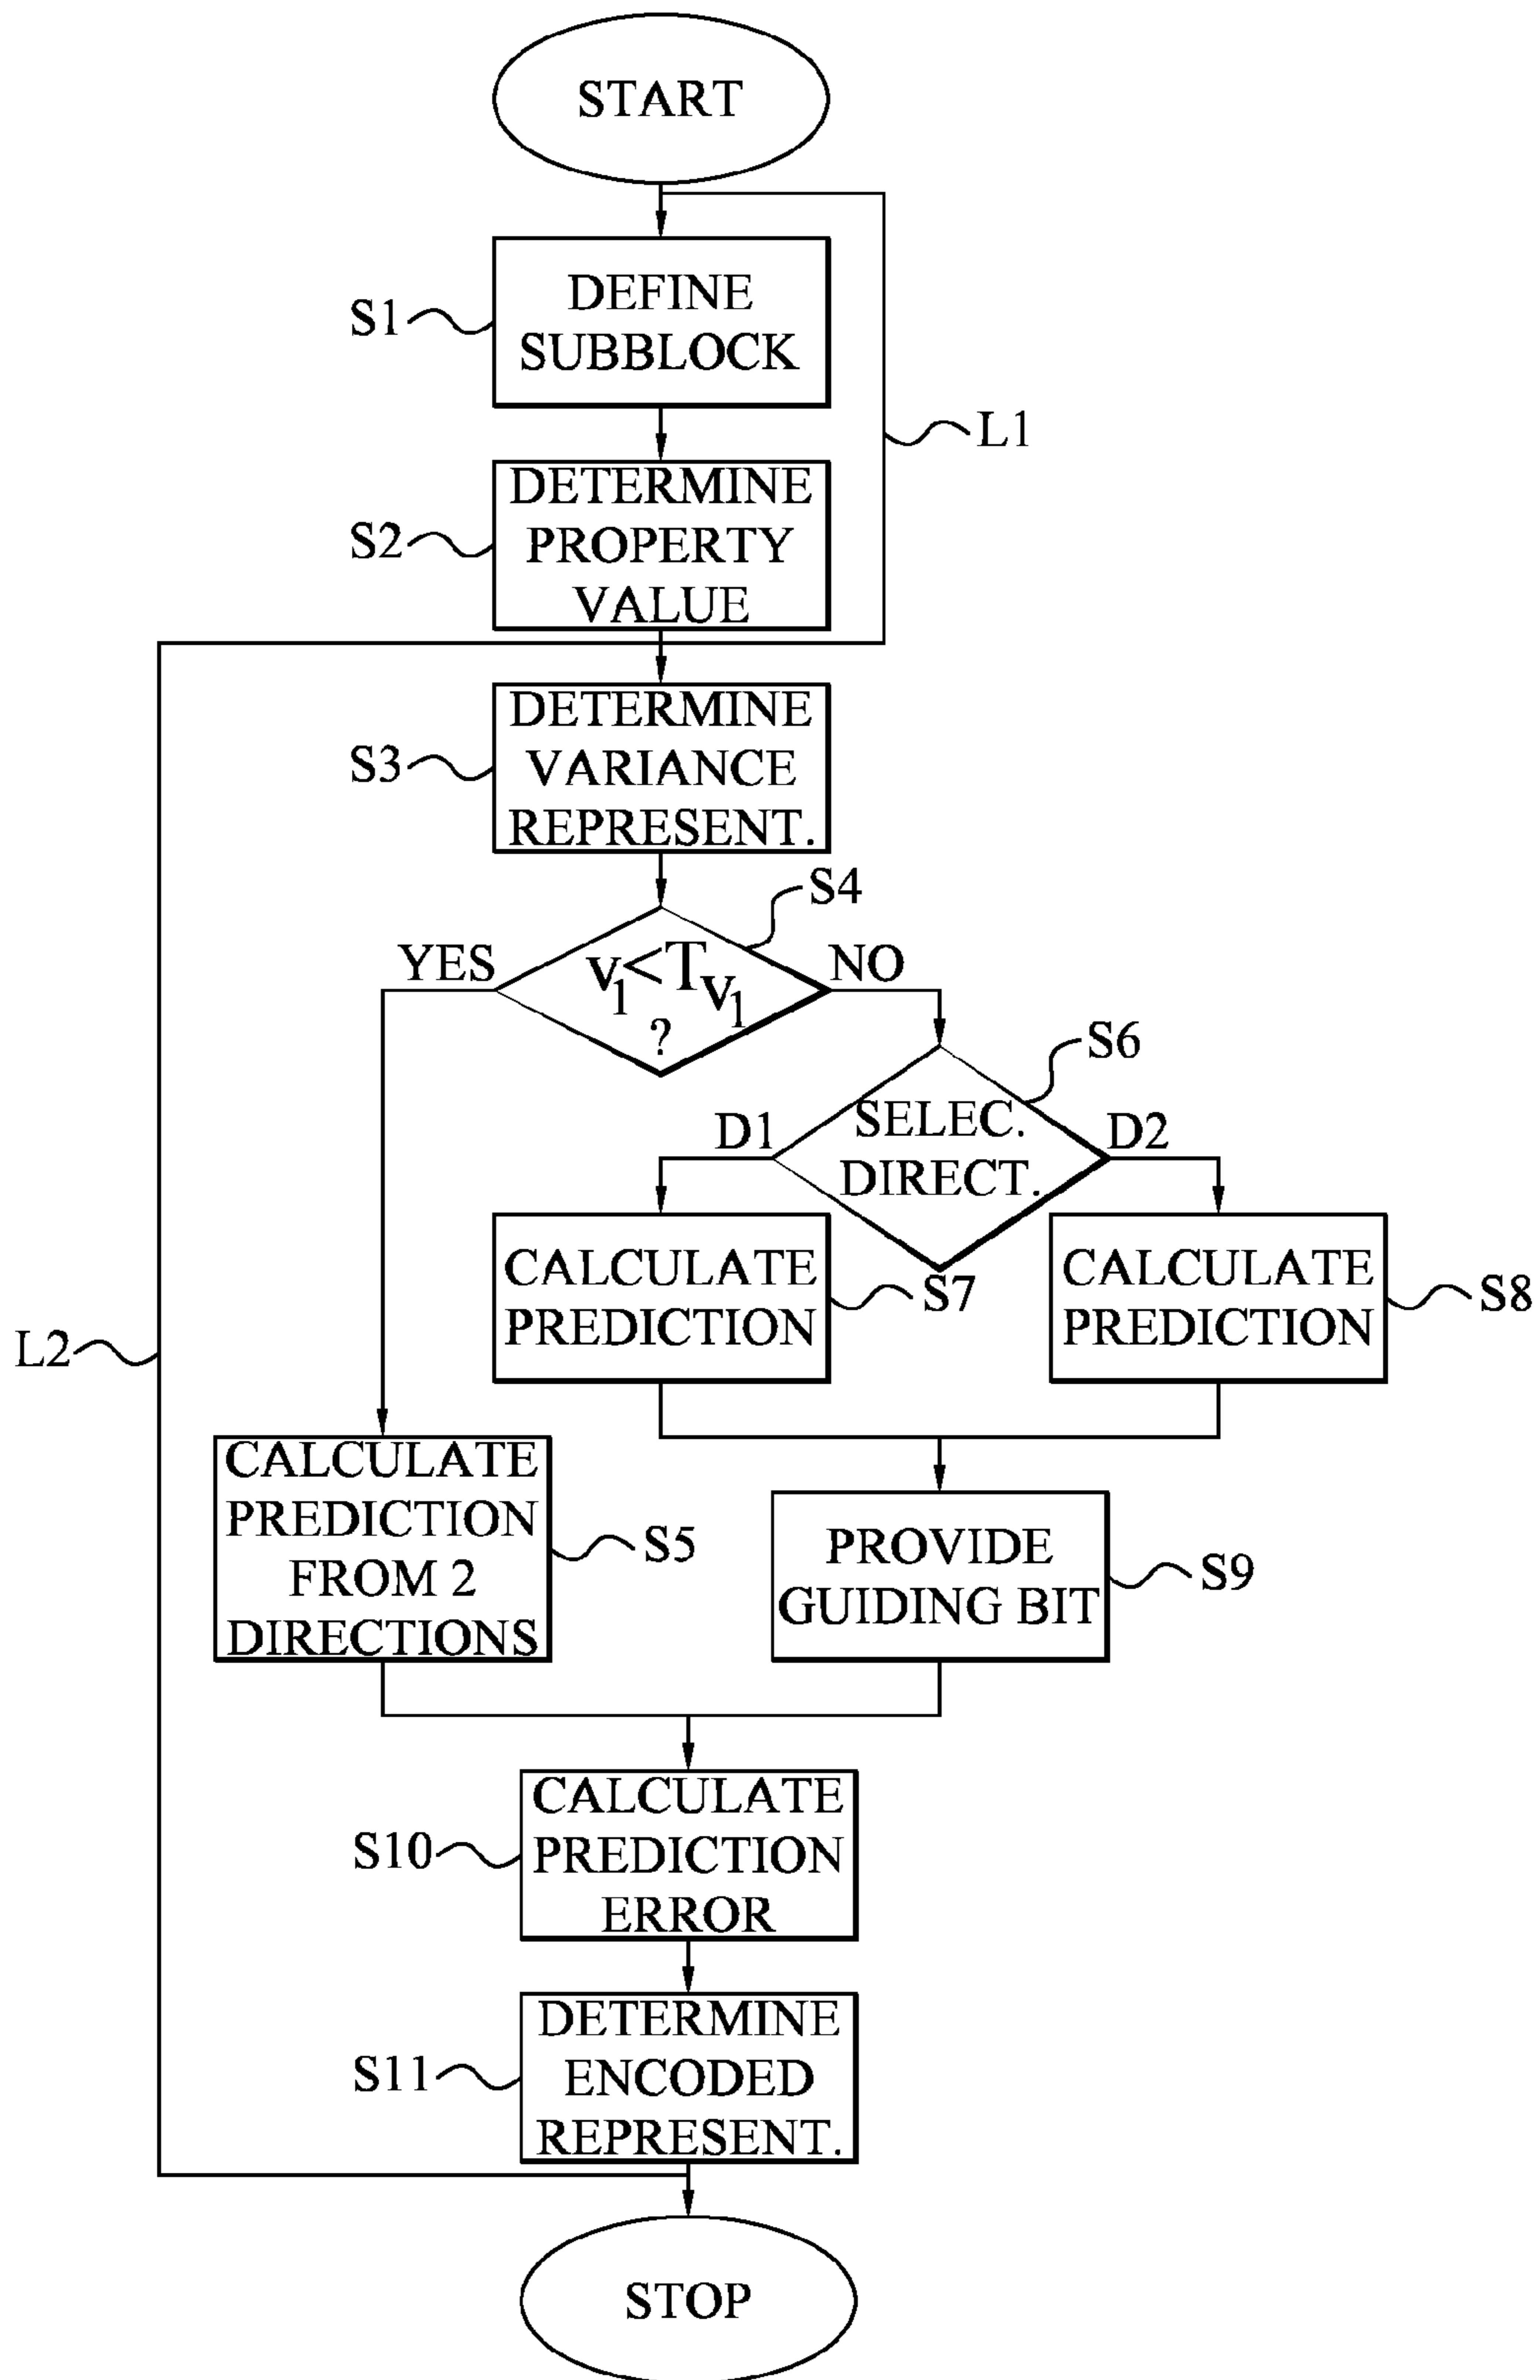 START
DEFINE
SUBBLOCK
S1
L1
DETERMINE
PROPERTY
VALUE
S2
DETERMINE
VARIANCE
REPRESENT.
S3
S4
YES
v1<Tv1
?
NO
S6
D1
SELEC.
DIRECT.
D2
CALCULATE
PREDICTION
S7
CALCULATE
PREDICTION
S8
L2
CALCULATE
PREDICTION
FROM 2
DIRECTIONS
S5
PROVIDE
GUIDING BIT
S9
CALCULATE
PREDICTION
ERROR
S10
DETERMINE
ENCODED
REPRESENT.
S11
STOP